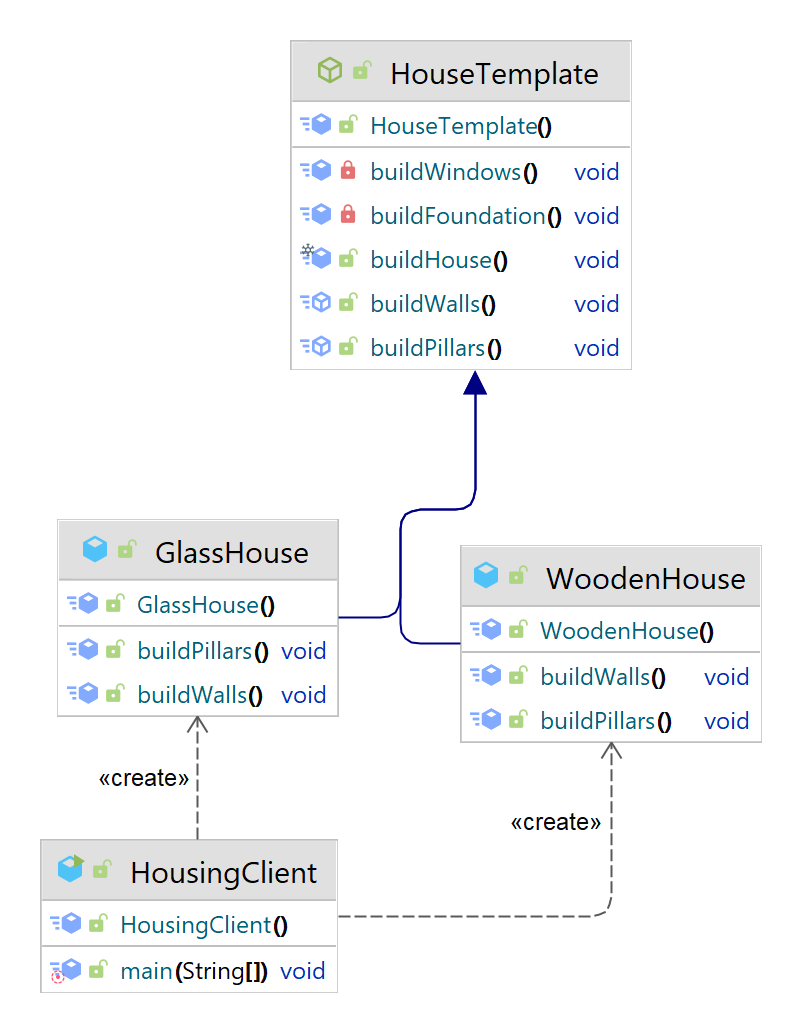 HouseTemplate
HouseTemplate()
buildWindows() void
buildFoundation() void
buildHouse() void
buildWalls() void
buildPillars() void
GlassHouse
GlassHouse()
buildPillars() void
buildWalls() void
WoodenHouse
WoodenHouse()
buildWalls() void
buildPillars() void
«create»
«create»
HousingClient
HousingClient()
main(String[]) void